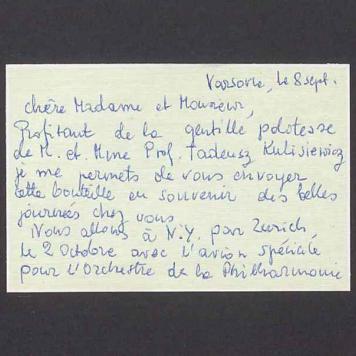 Varsovie, le 8 sept.
Chère Madame et Monsieur,
Profitant de la gentille politesse
de M. et Mme Prof. Tadeusz Kulisiewicz
je me permets de vous envoyer
cette bouteille en souvenir des belles
journées chez vous
Nous allons à N.Y. par Zurich,
le 2 Octobre avec l'avion spéciale
pour l'Orchestre de la Philharmonie